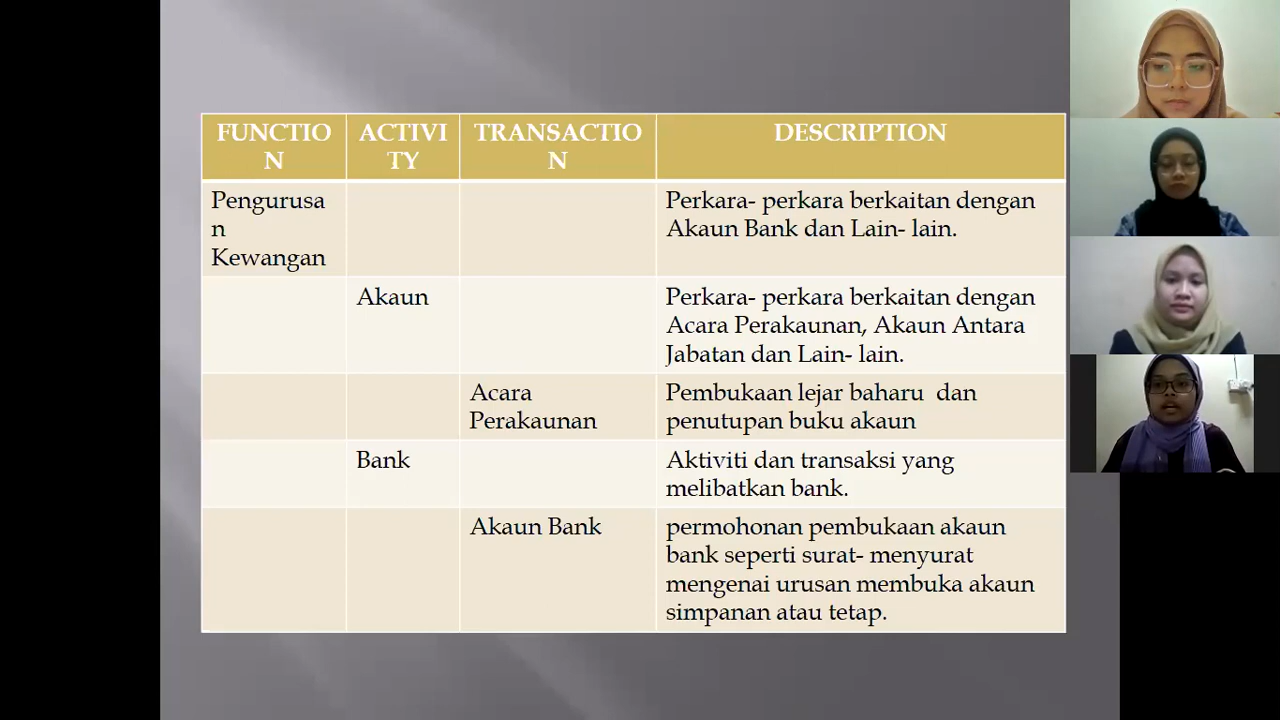 FUNCTIO
N
ACTIVI
TY
TRANSACTIO
N
DESCRIPTION
Pengurusa
n
Kewangan
Perkara- perkara berkaitan dengan
Akaun Bank dan Lain- lain.
Akaun
Perkara- perkara berkaitan dengan
Acara Perakaunan, Akaun Antara
Jabatan dan Lain- lain.
Acara
Perakaunan
Pembukaan lejar baharu  dan
penutupan buku akaun
Bank
Aktiviti dan transaksi yang
melibatkan bank.
Akaun Bank
permohonan pembukaan akaun
bank seperti surat- menyurat
mengenai urusan membuka akaun
simpanan atau tetap.